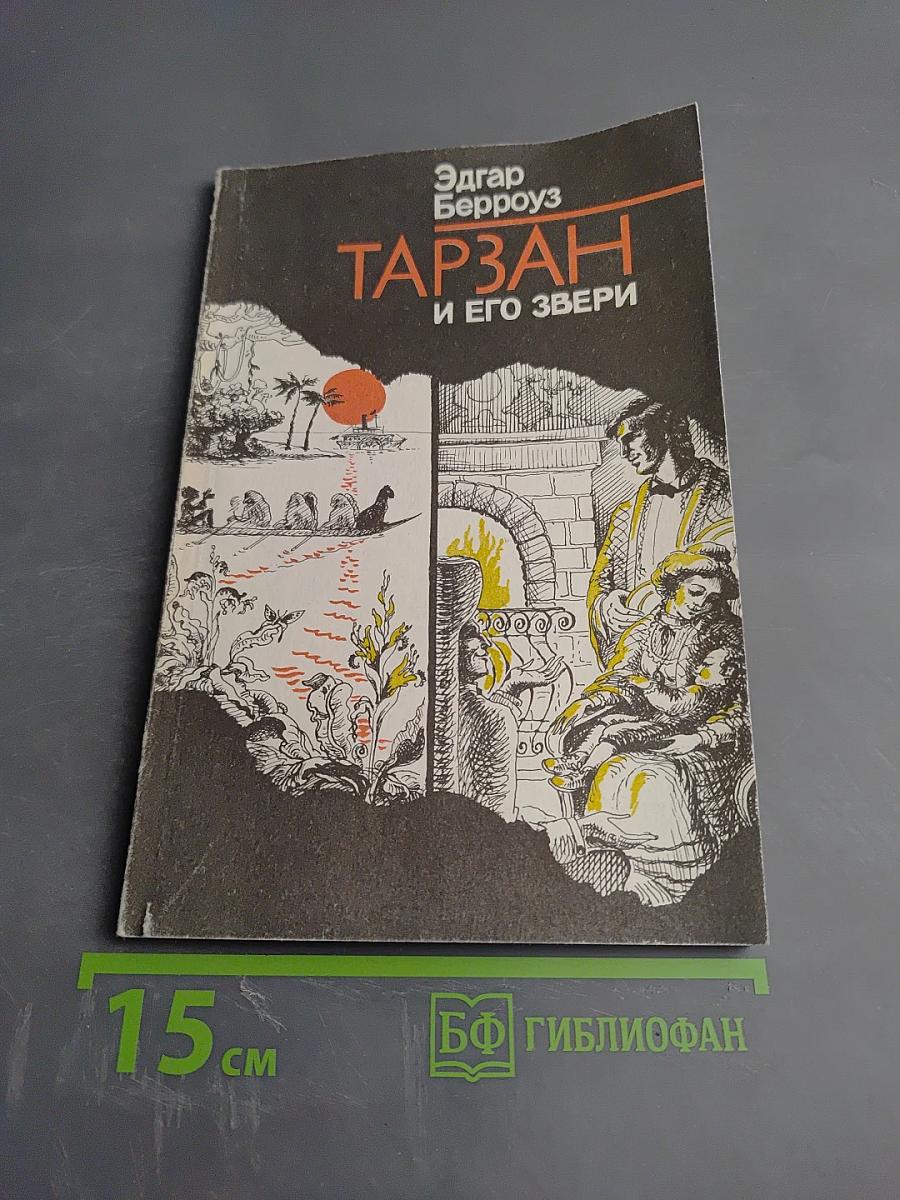 Эдгар
Берроуз
ТАРЗАН
И ЕГО ЗВЕРИ
15 см
БФ ГИБЛИОФАН